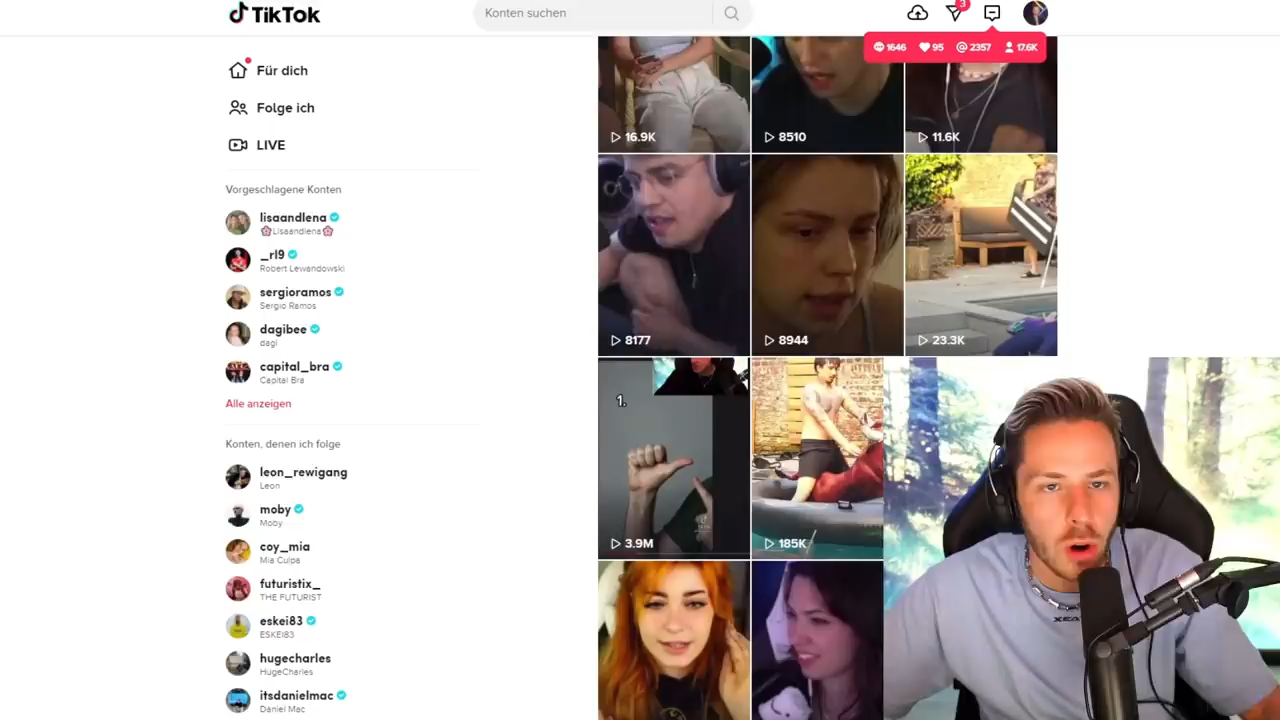 TikTok
Konten suchen
3
1646
95
2357
17.6K
Für dich
Folge ich
LIVE
Vorgeschlagene Konten
lisaandlena
🌸Lisaandlena🌸
_rl9
Robert Lewandowski
sergioramos
Sergio Ramos
dagibee
dagi
capital_bra
Capital Bra
Alle anzeigen
Konten, denen ich folge
leon_rewigang
Leon
moby
Moby
coy_mia
Mia Culpa
futuristix_
THE FUTURIST
eskei83
ESKEI83
hugecharles
HugeCharles
itsdanielmac
Daniel Mac
16.9K
8510
11.6K
8177
8944
23.3K
1.
3.9M
185K